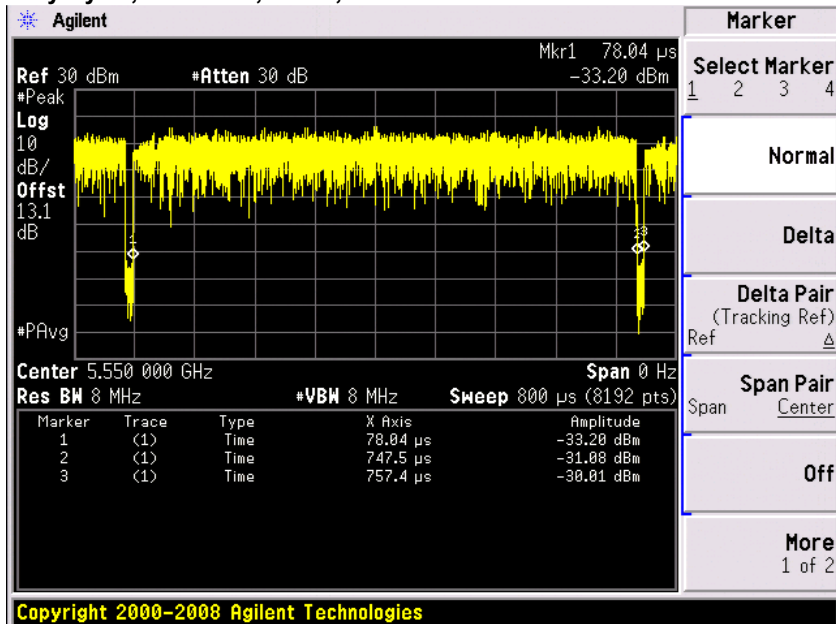 Agilent
Mkr1 78.04 µs
Ref 30 dBm #Atten 30 dB -33.20 dBm
#Peak
Log
10
dB/
Offst
13.1
dB
1
2 3
#PAvg
Center 5.550 000 GHz Span 0 Hz
Res BW 8 MHz #VBW 8 MHz Sweep 800 µs (8192 pts)
Marker Trace Type X Axis Amplitude
1 (1) Time 78.04 µs -33.20 dBm
2 (1) Time 747.5 µs -31.08 dBm
3 (1) Time 757.4 µs -30.01 dBm
Marker
Select Marker
1 2 3 4
Normal
Delta
Delta Pair
(Tracking Ref)
Ref Δ
Span Pair
Span Center
Off
More
1 of 2
Copyright 2000-2008 Agilent Technologies